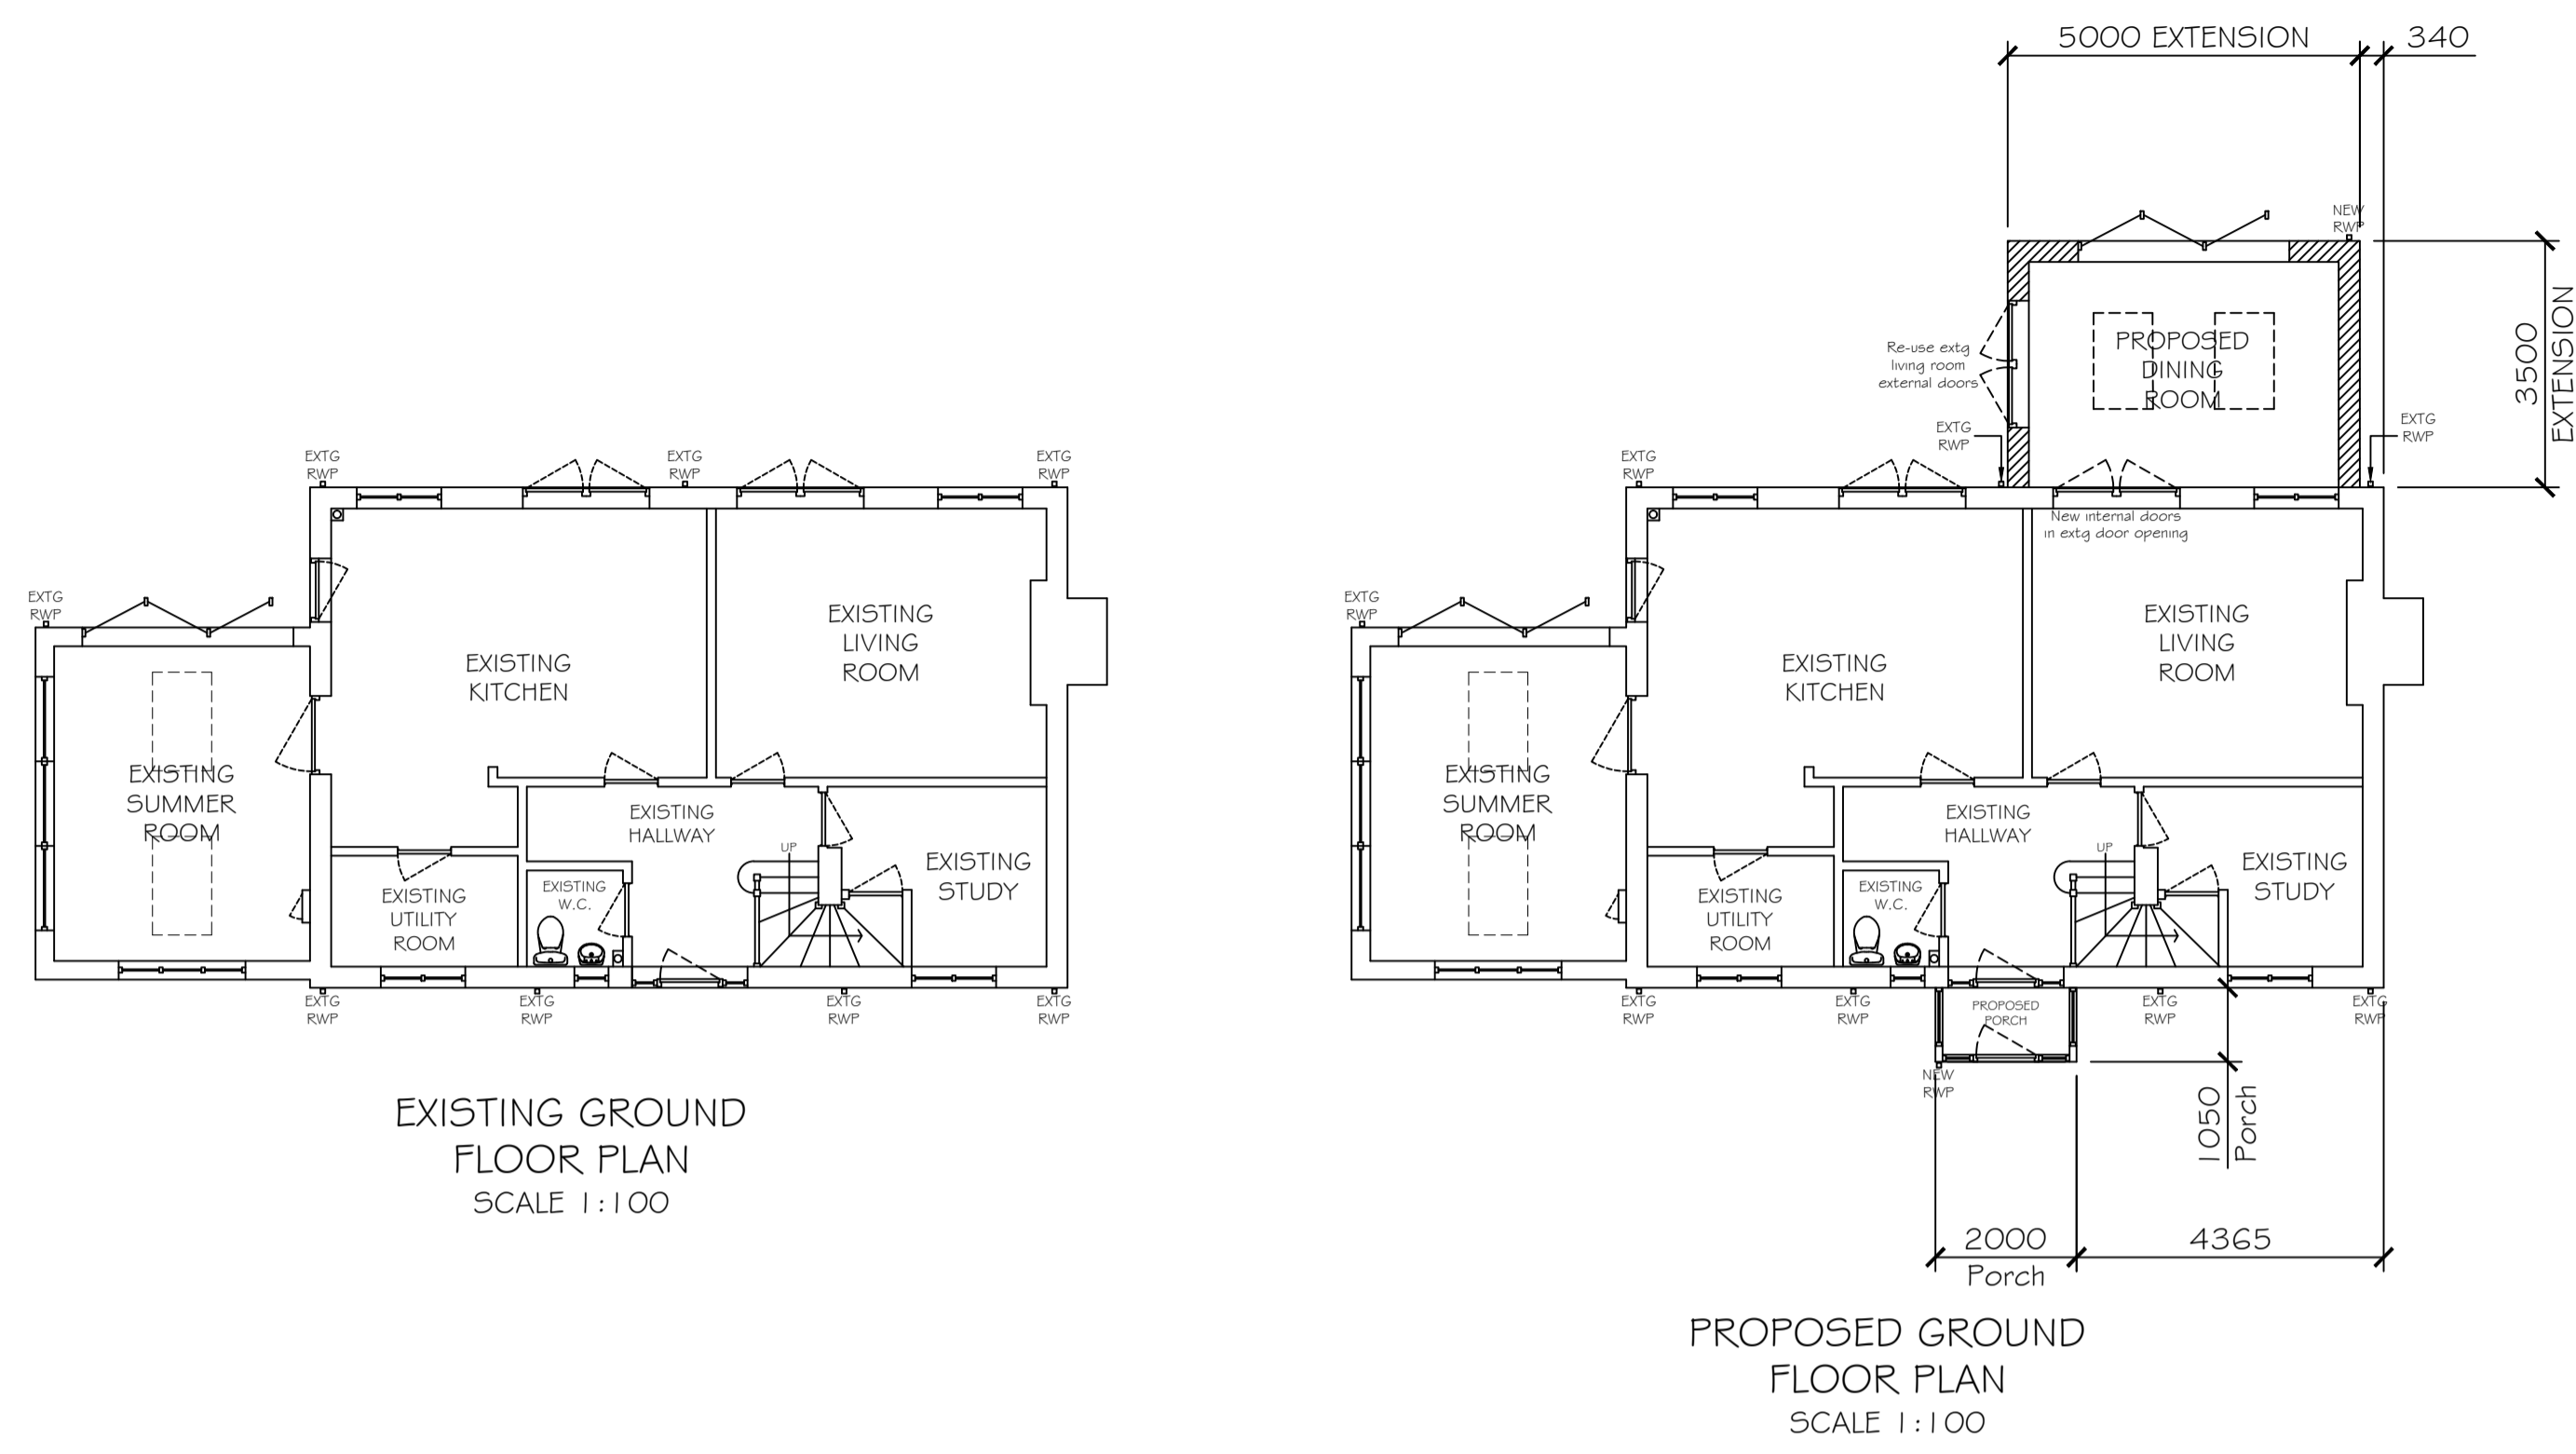 EXTG
RWP
EXTG
RWP
EXTG
RWP
EXTG
RWP
EXISTING
LIVING
ROOM
EXISTING
KITCHEN
EXISTING
SUMMER
ROOM
EXISTING
HALLWAY
UP
EXISTING
STUDY
EXISTING
UTILITY
ROOM
EXISTING
W.C.
EXTG
RWP
EXTG
RWP
EXTG
RWP
EXTG
RWP
EXISTING GROUND
FLOOR PLAN
SCALE 1:100
5000 EXTENSION
340
NEW
RWP
3500
EXTENSION
PROPOSED
DINING
ROOM
Re-use extg
living room
external doors
EXTG
RWP
EXTG
RWP
EXTG
RWP
New internal doors
in extg door opening
EXTG
RWP
EXISTING
LIVING
ROOM
EXISTING
KITCHEN
EXISTING
SUMMER
ROOM
EXISTING
HALLWAY
UP
EXISTING
STUDY
EXISTING
UTILITY
ROOM
EXISTING
W.C.
EXTG
RWP
EXTG
RWP
PROPOSED
PORCH
EXTG
RWP
EXTG
RWP
NEW
RWP
1050
Porch
2000
Porch
4365
PROPOSED GROUND
FLOOR PLAN
SCALE 1:100